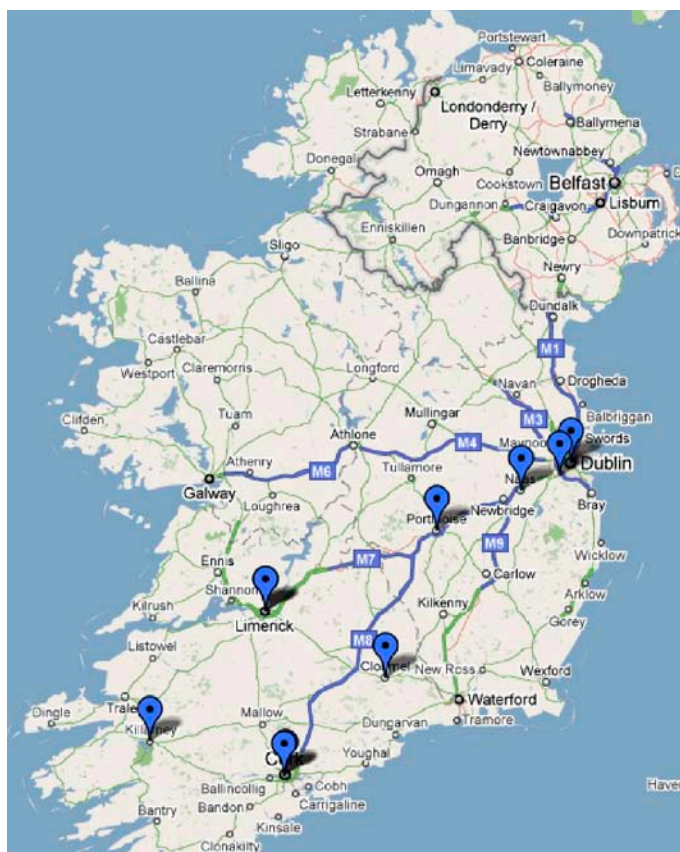 Portstewart
Coleraine
Limavady
Ballymoney
Letterkenny
Londonderry /
Derry
Strabane
Ballymena
Newtownabbey
Donegal
Omagh
Cookstown
Belfast
Lisburn
Dungannon
Craigavon
Enniskillen
Banbridge
Downpatrick
Sligo
Newry
Ballina
Dundalk
Castlebar
M1
Westport
Claremorris
Longford
Navan
Drogheda
Clifden
Tuam
Mullingar
M3
Balbriggan
Athlone
M4
Swords
Athenry
M6
Dublin
Galway
Tullamore
Naas
Loughrea
Newbridge
Bray
M9
Ennis
M7
Wicklow
Carlow
Shannon
Arklow
Kilrush
Limerick
Kilkenny
Gorey
M8
Listowel
Clonmel
New Ross
Wexford
Dingle
Waterford
Mallow
Tramore
Killarney
Dungarvan
Cork
Youghal
Ballincollig
Cobh
Bandon
Carrigaline
Bantry
Kinsale
Clonakilty